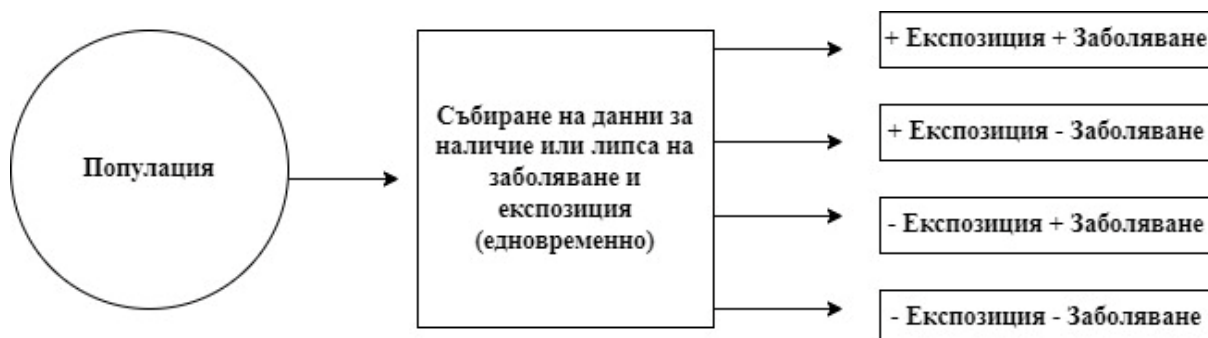 Популация
Събиране на данни за
наличие или липса на
заболяване и
експозиция
(едновременно)
+ Експозиция + Заболяване
+ Експозиция - Заболяване
- Експозиция + Заболяване
- Експозиция - Заболяване